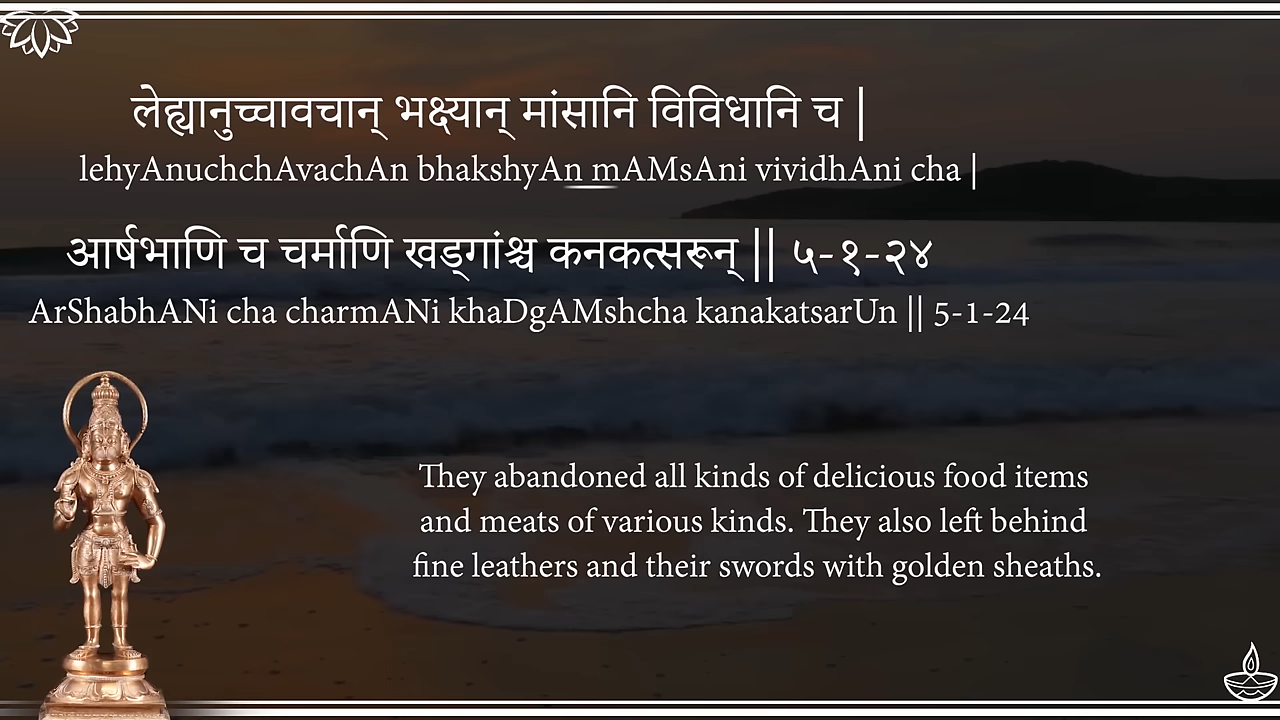 लेह्यानुच्चावचान् भक्ष्यान् मांसानि विविधानि च |
lehyAnuchchAvachAn bhakshyAn mAMsAni vividhAni cha |
आर्षभाणि च चर्माणि खड्गांश्च कनकत्सरून् || ५-१-२४
ArShabhANi cha charmANi khaDgAMshcha kanakatsarUn || 5-1-24
They abandoned all kinds of delicious food items
and meats of various kinds. They also left behind
fine leathers and their swords with golden sheaths.